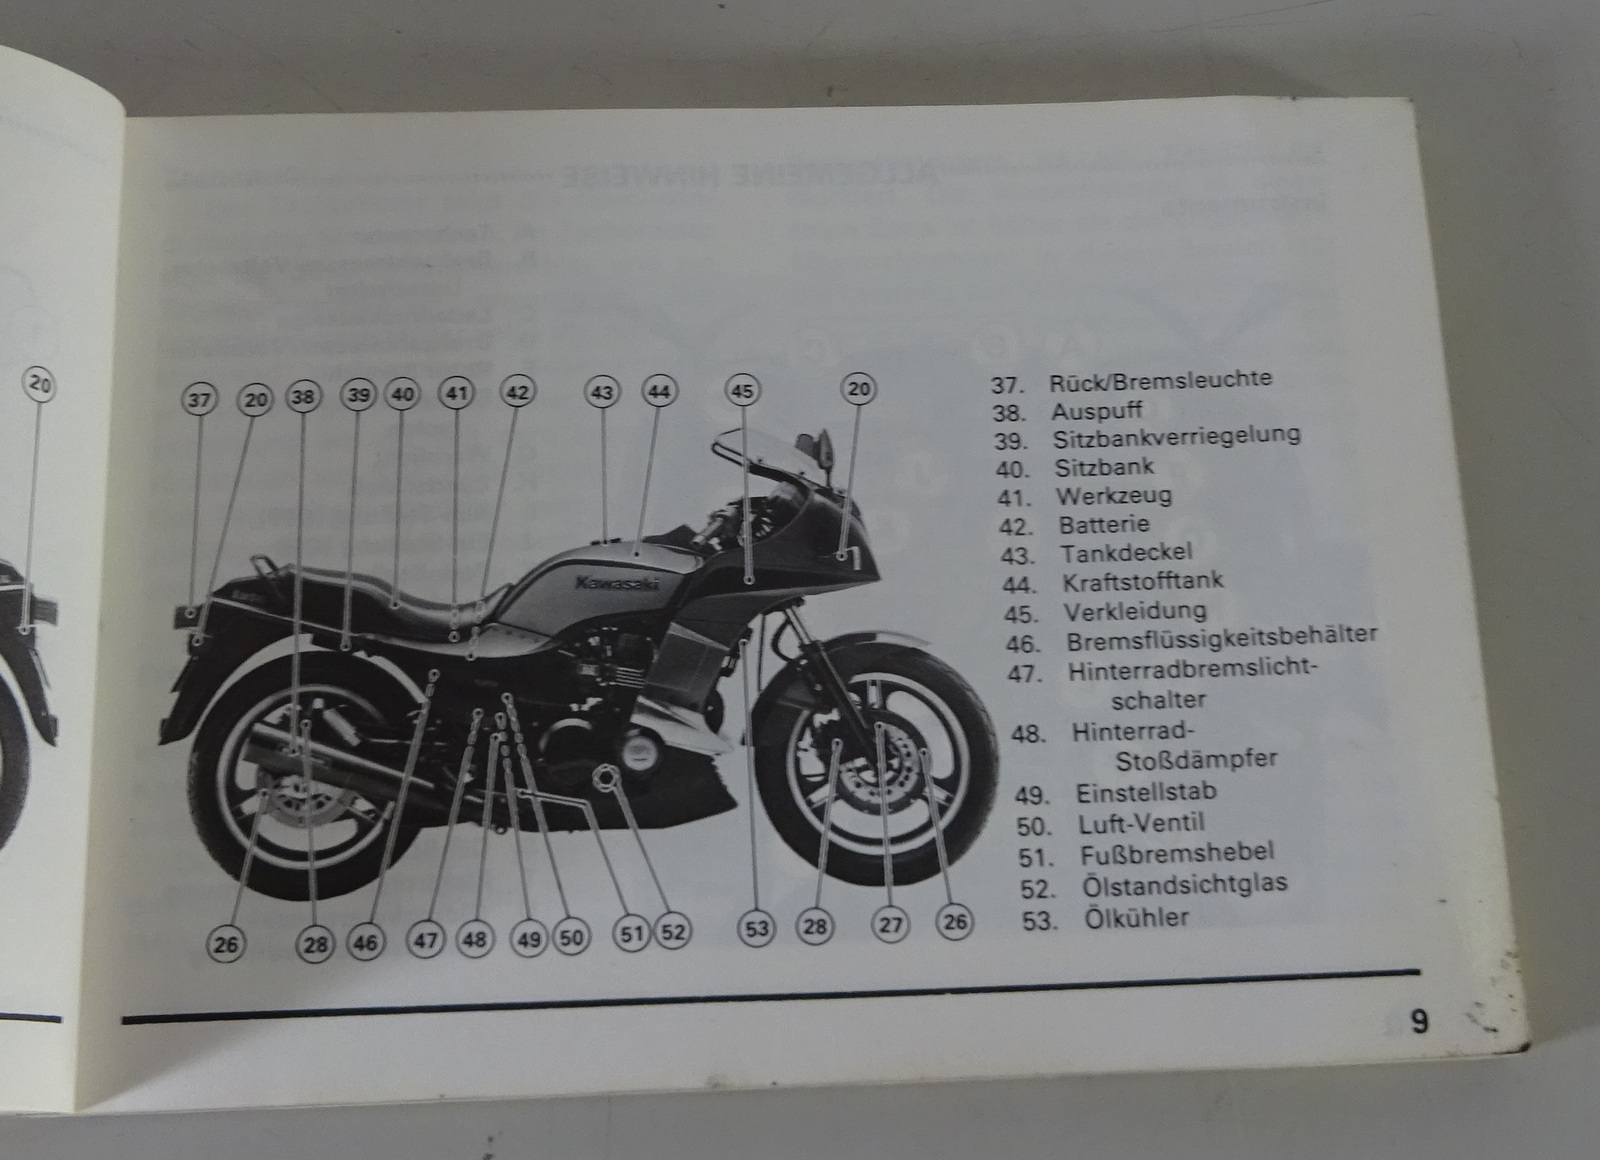 20
37 20 38 39 40 41 42 43 44 45 20
Kawasaki
26 28 46 47 48 49 50 51 52 53 28 27 26
37. Rück/Bremsleuchte
38. Auspuff
39. Sitzbankverriegelung
40. Sitzbank
41. Werkzeug
42. Batterie
43. Tankdeckel
44. Kraftstofftank
45. Verkleidung
46. Bremsflüssigkeitsbehälter
47. Hinterradbremslicht-
schalter
48. Hinterrad-
Stoßdämpfer
49. Einstellstab
50. Luft-Ventil
51. Fußbremshebel
52. Ölstandsichtglas
53. Ölkühler
9